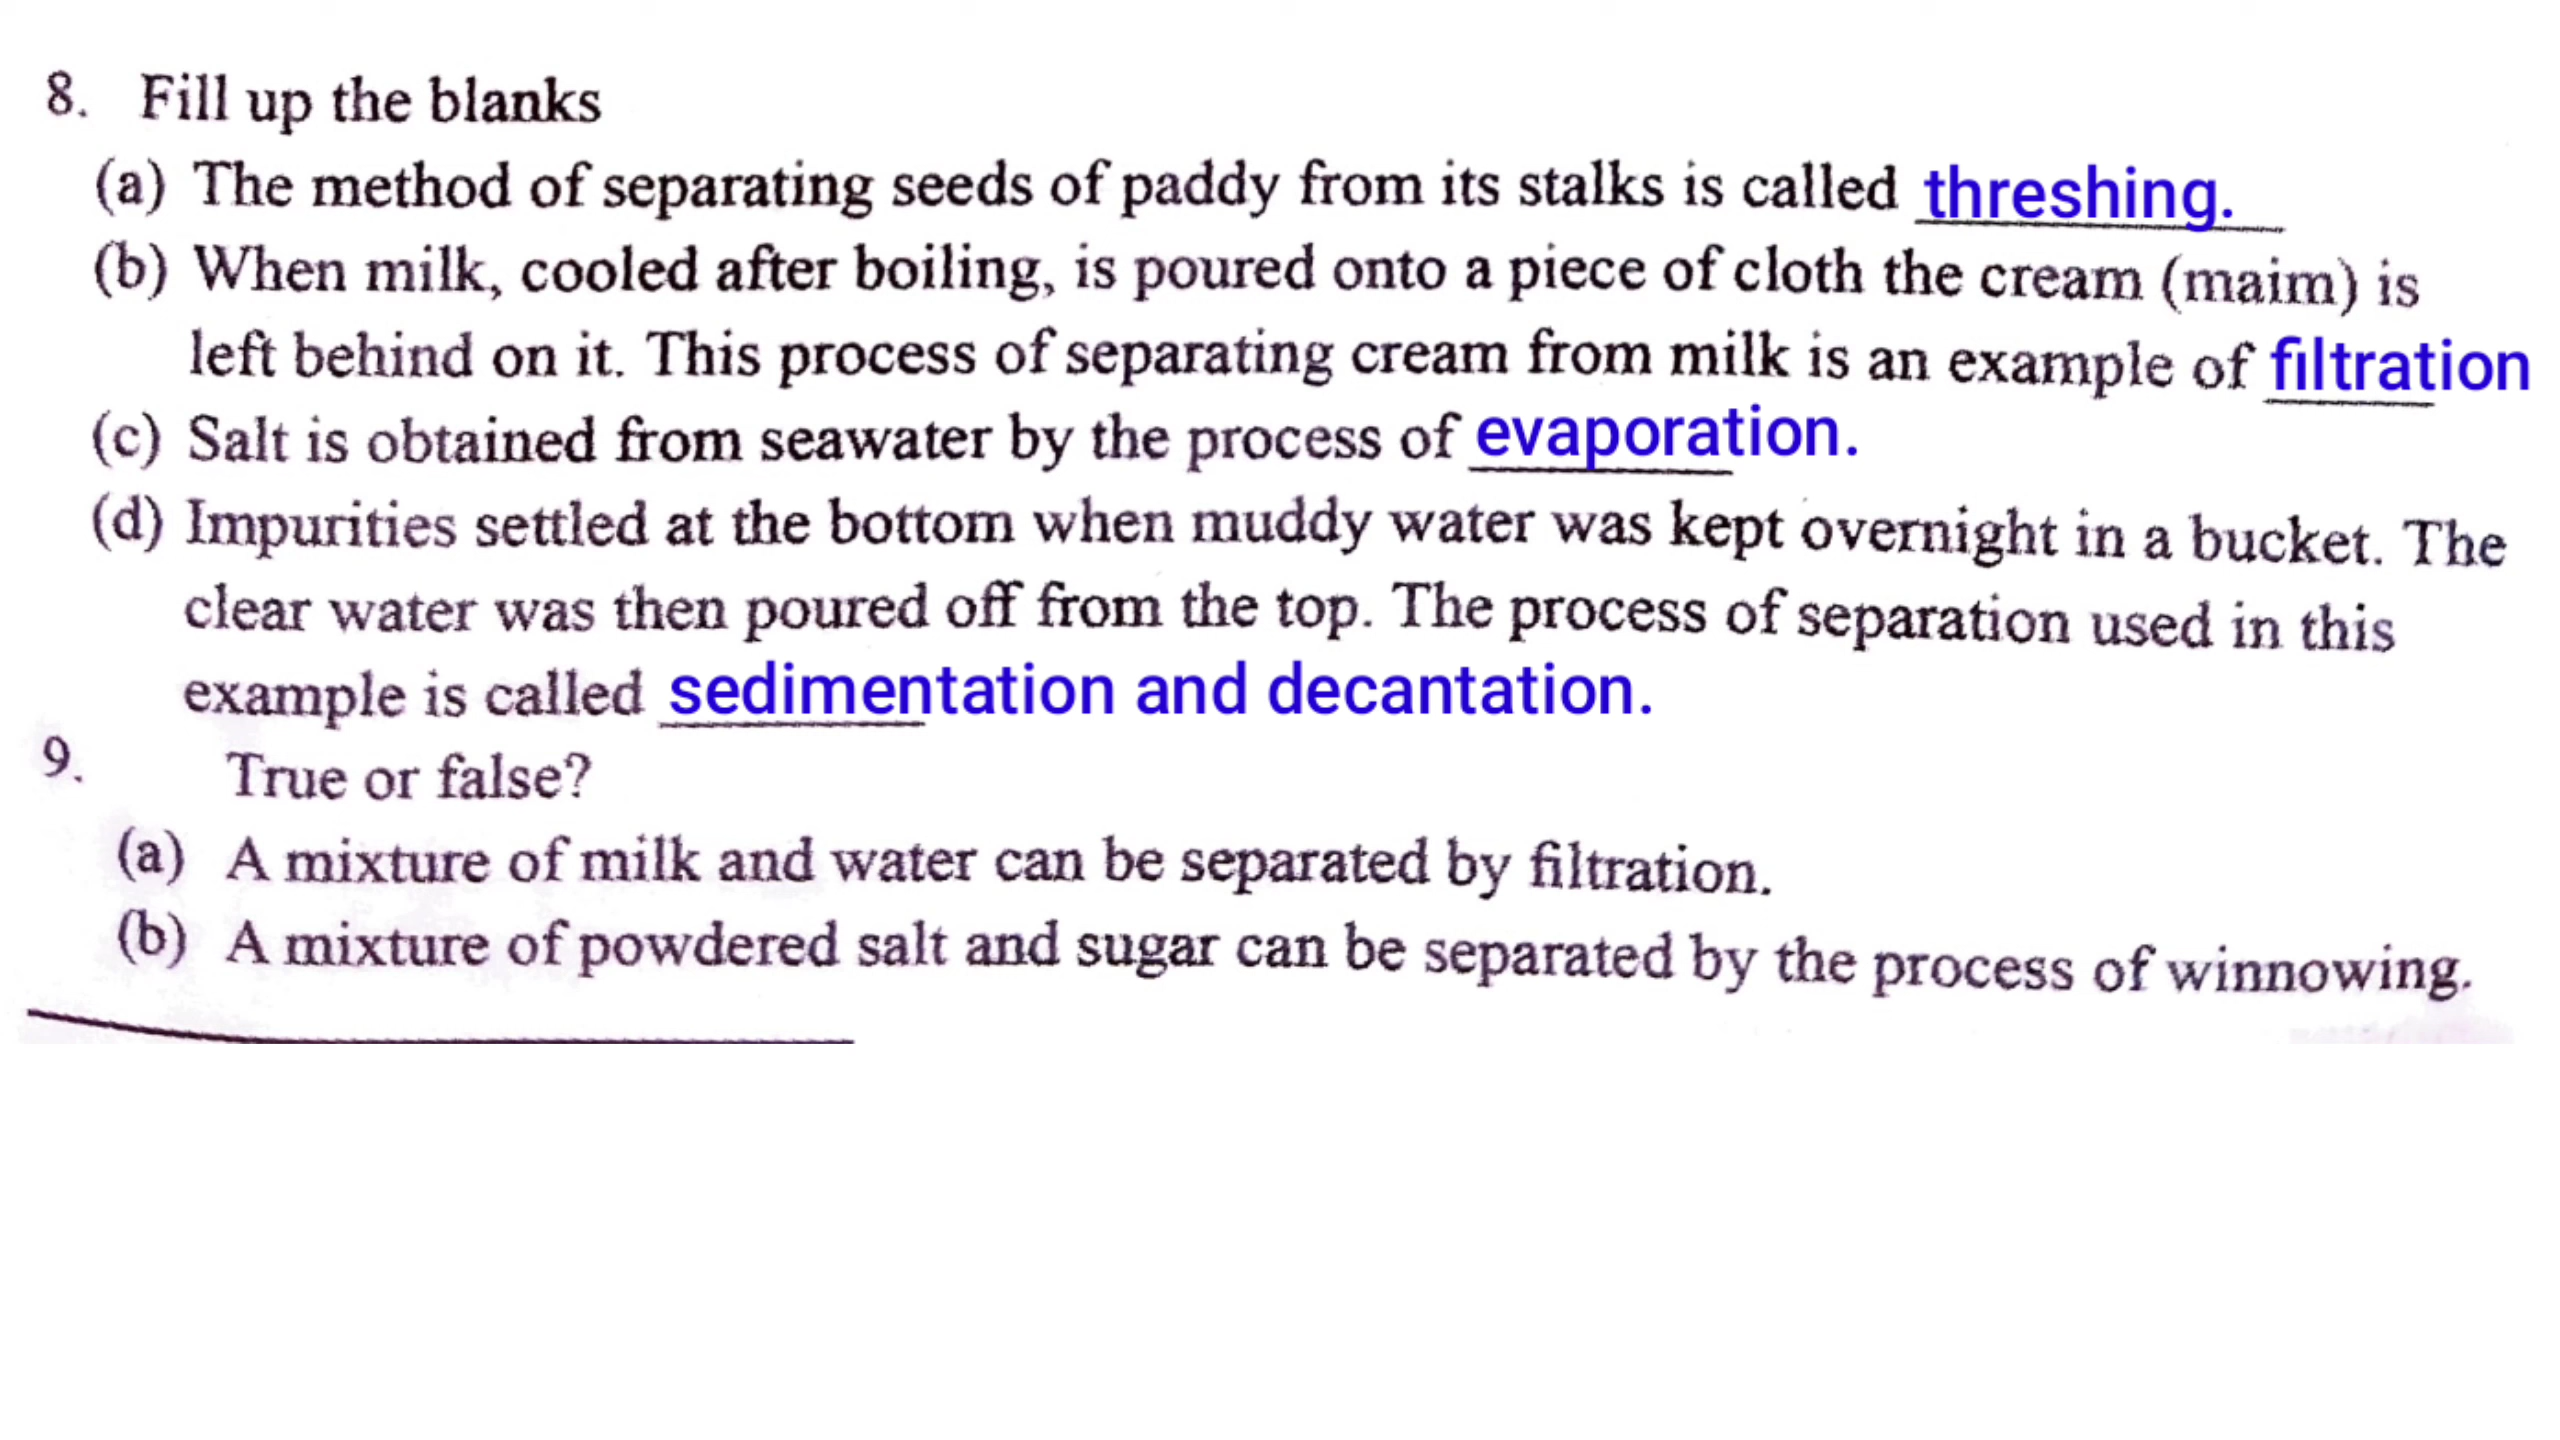 8. Fill up the blanks
(a) The method of separating seeds of paddy from its stalks is called threshing.
(b) When milk, cooled after boiling, is poured onto a piece of cloth the cream (maim) is
left behind on it. This process of separating cream from milk is an example of filtration
(c) Salt is obtained from seawater by the process of evaporation.
(d) Impurities settled at the bottom when muddy water was kept overnight in a bucket. The
clear water was then poured off from the top. The process of separation used in this
example is called sedimentation and decantation.
9. True or false?
(a) A mixture of milk and water can be separated by filtration.
(b) A mixture of powdered salt and sugar can be separated by the process of winnowing.